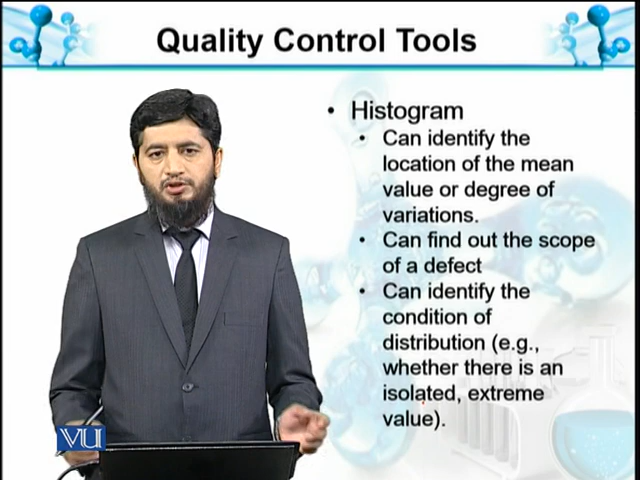 Quality Control Tools
• Histogram
• Can identify the
location of the mean
value or degree of
variations.
• Can find out the scope
of a defect
• Can identify the
condition of
distribution (e.g.,
whether there is an
isolated, extreme
value).
VU